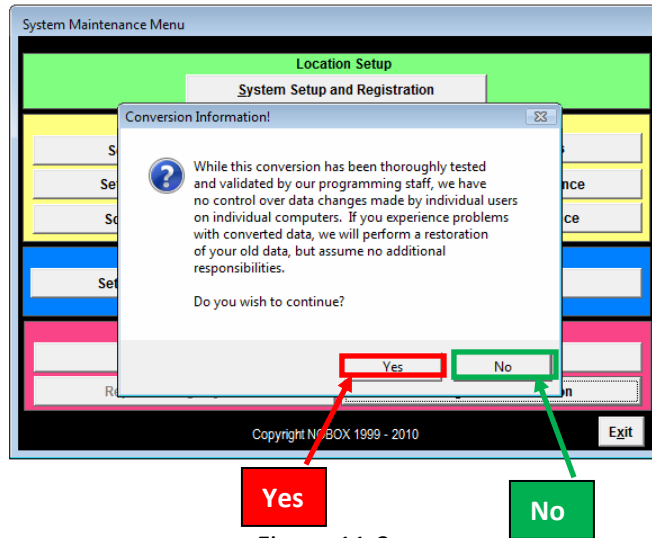 System Maintenance Menu
Location Setup
System Setup and Registration
Conversion Information!
While this conversion has been thoroughly tested
and validated by our programming staff, we have
no control over data changes made by individual users
on individual computers.  If you experience problems
with converted data, we will perform a restoration
of your old data, but assume no additional
responsibilities.
Do you wish to continue?
Yes
No
Copyright NOBOX 1999 - 2010
Exit
Yes
No